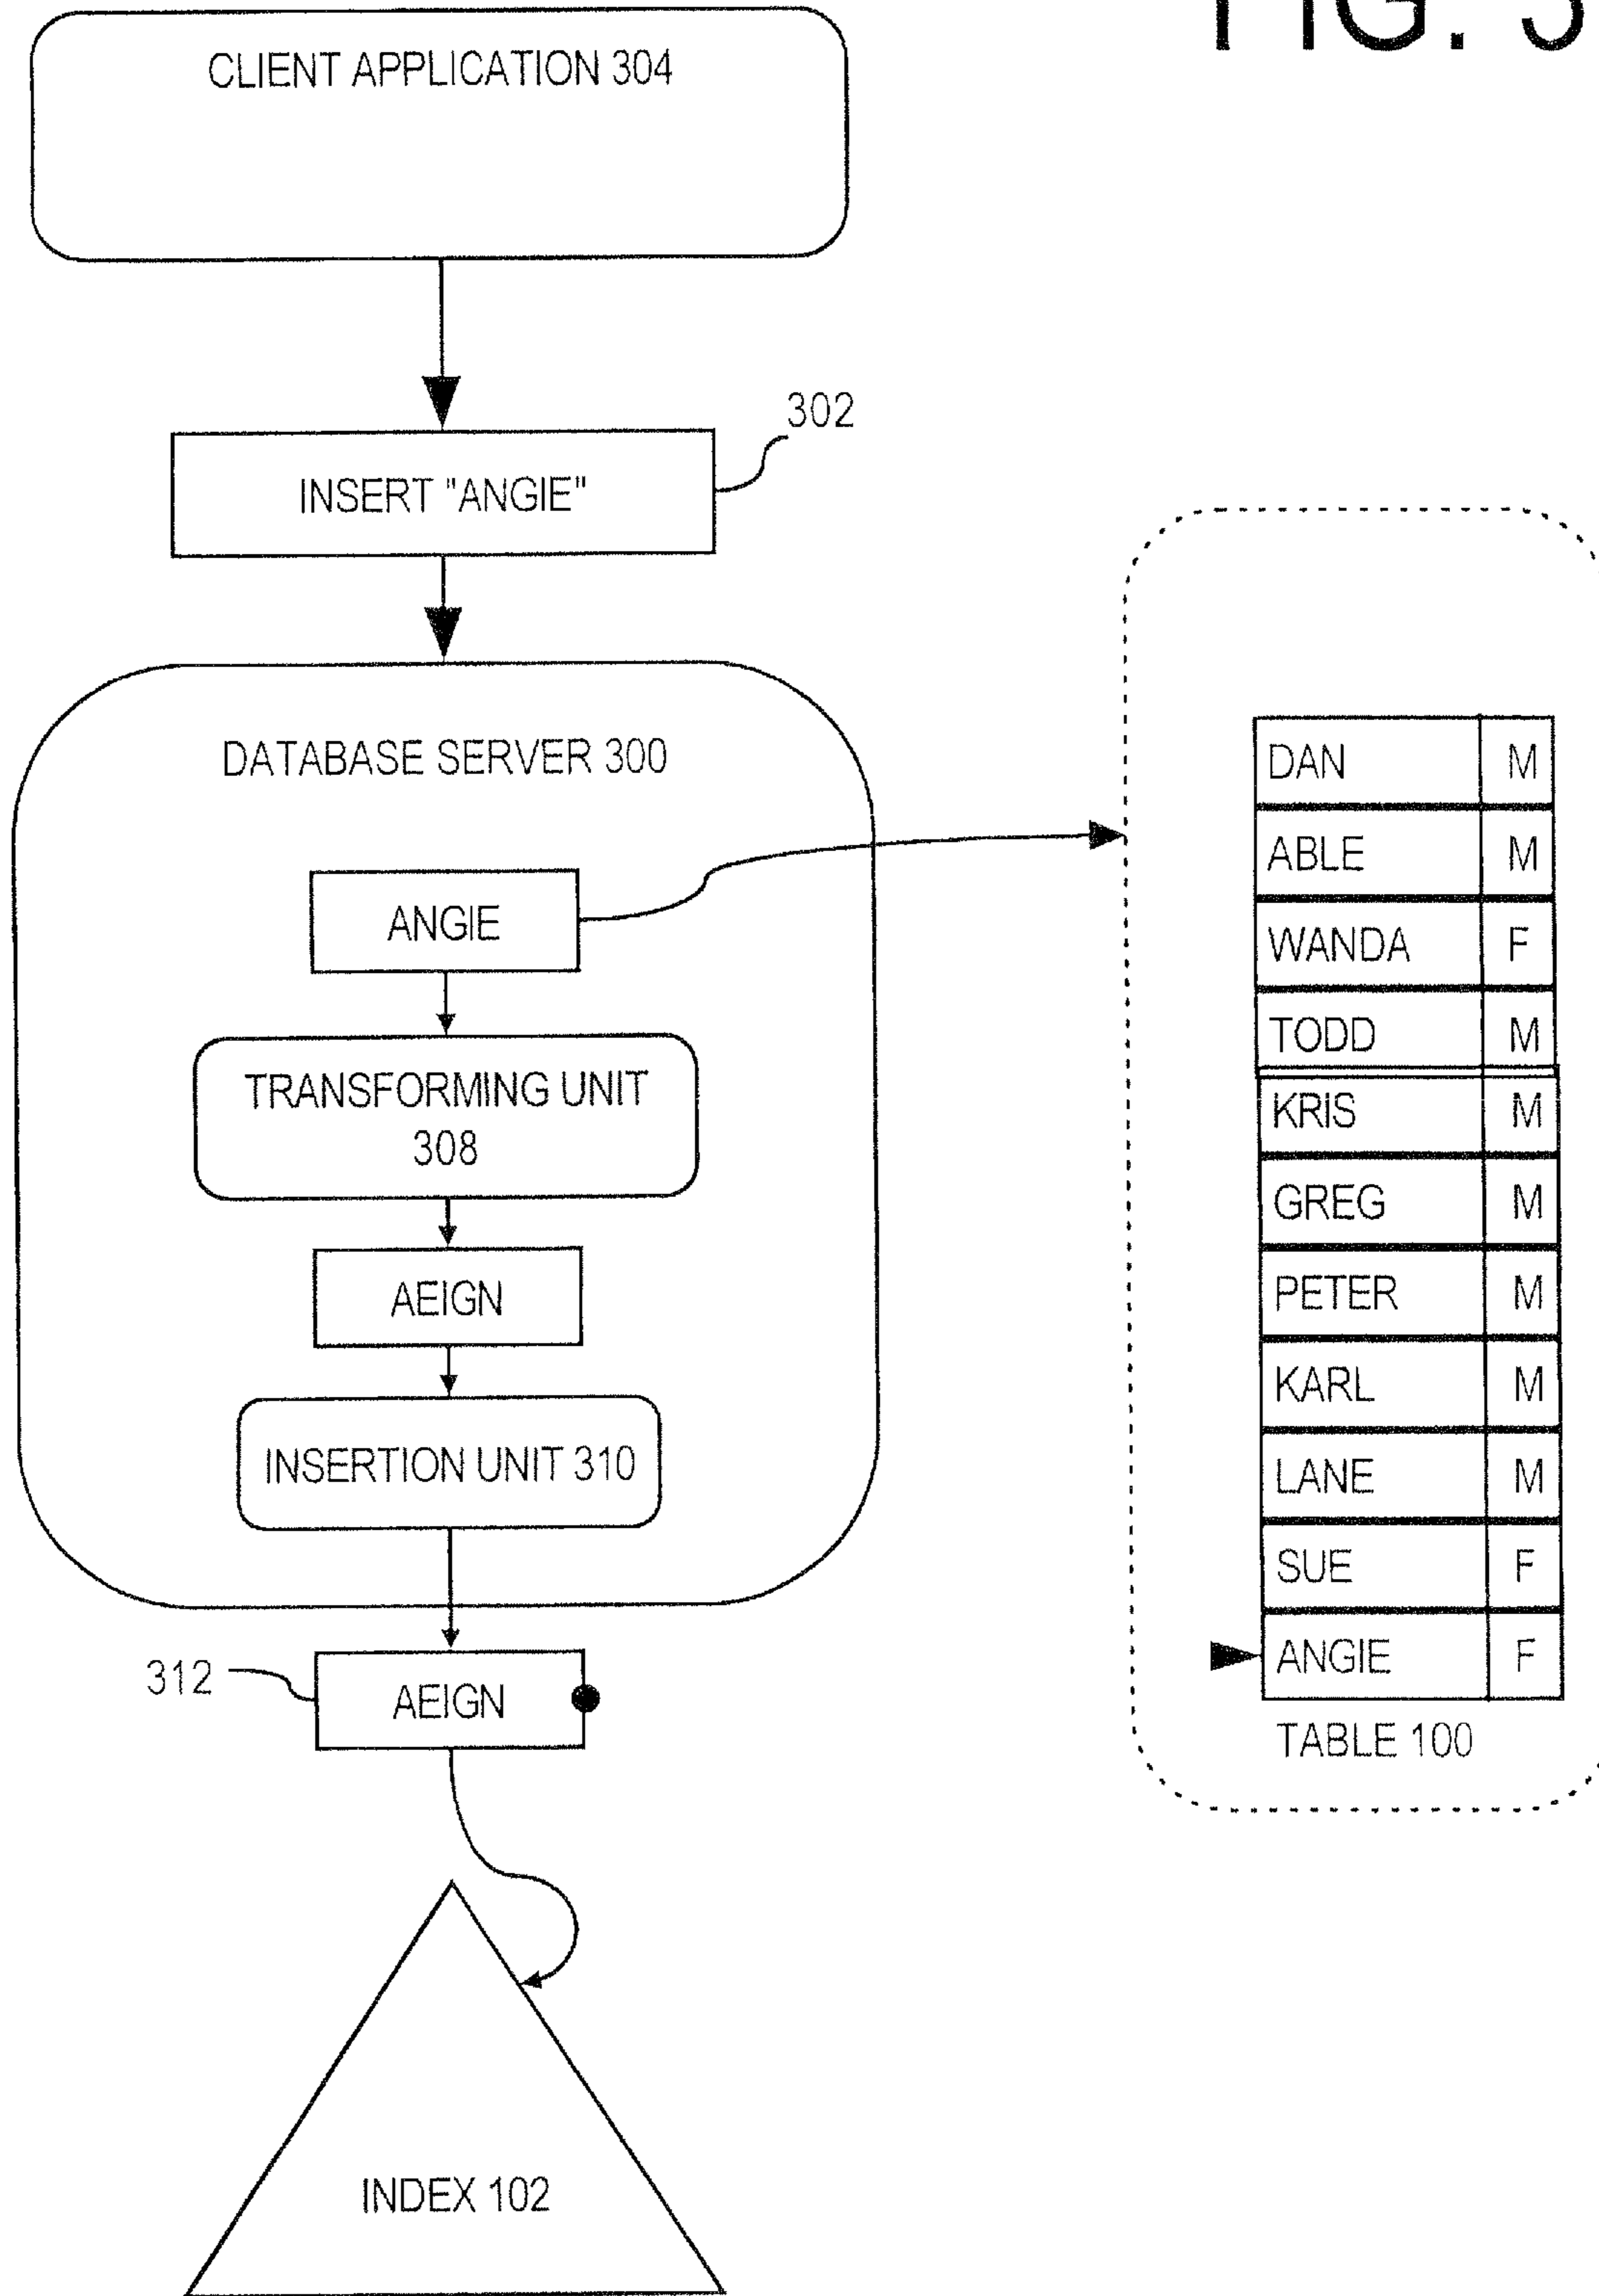 FIG. 3
CLIENT APPLICATION 304
302
INSERT "ANGIE"
DATABASE SERVER 300
ANGIE
TRANSFORMING UNIT
308
AEIGN
INSERTION UNIT 310
312
AEIGN
INDEX 102
DAN M
ABLE M
WANDA F
TODD M
KRIS M
GREG M
PETER M
KARL M
LANE M
SUE F
ANGIE F
TABLE 100